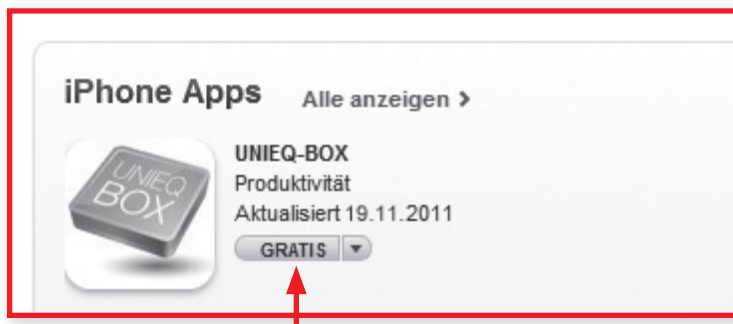 iPhone Apps Alle anzeigen >
UNIEQ
BOX
UNIEQ-BOX
Produktivität
Aktualisiert 19.11.2011
GRATIS